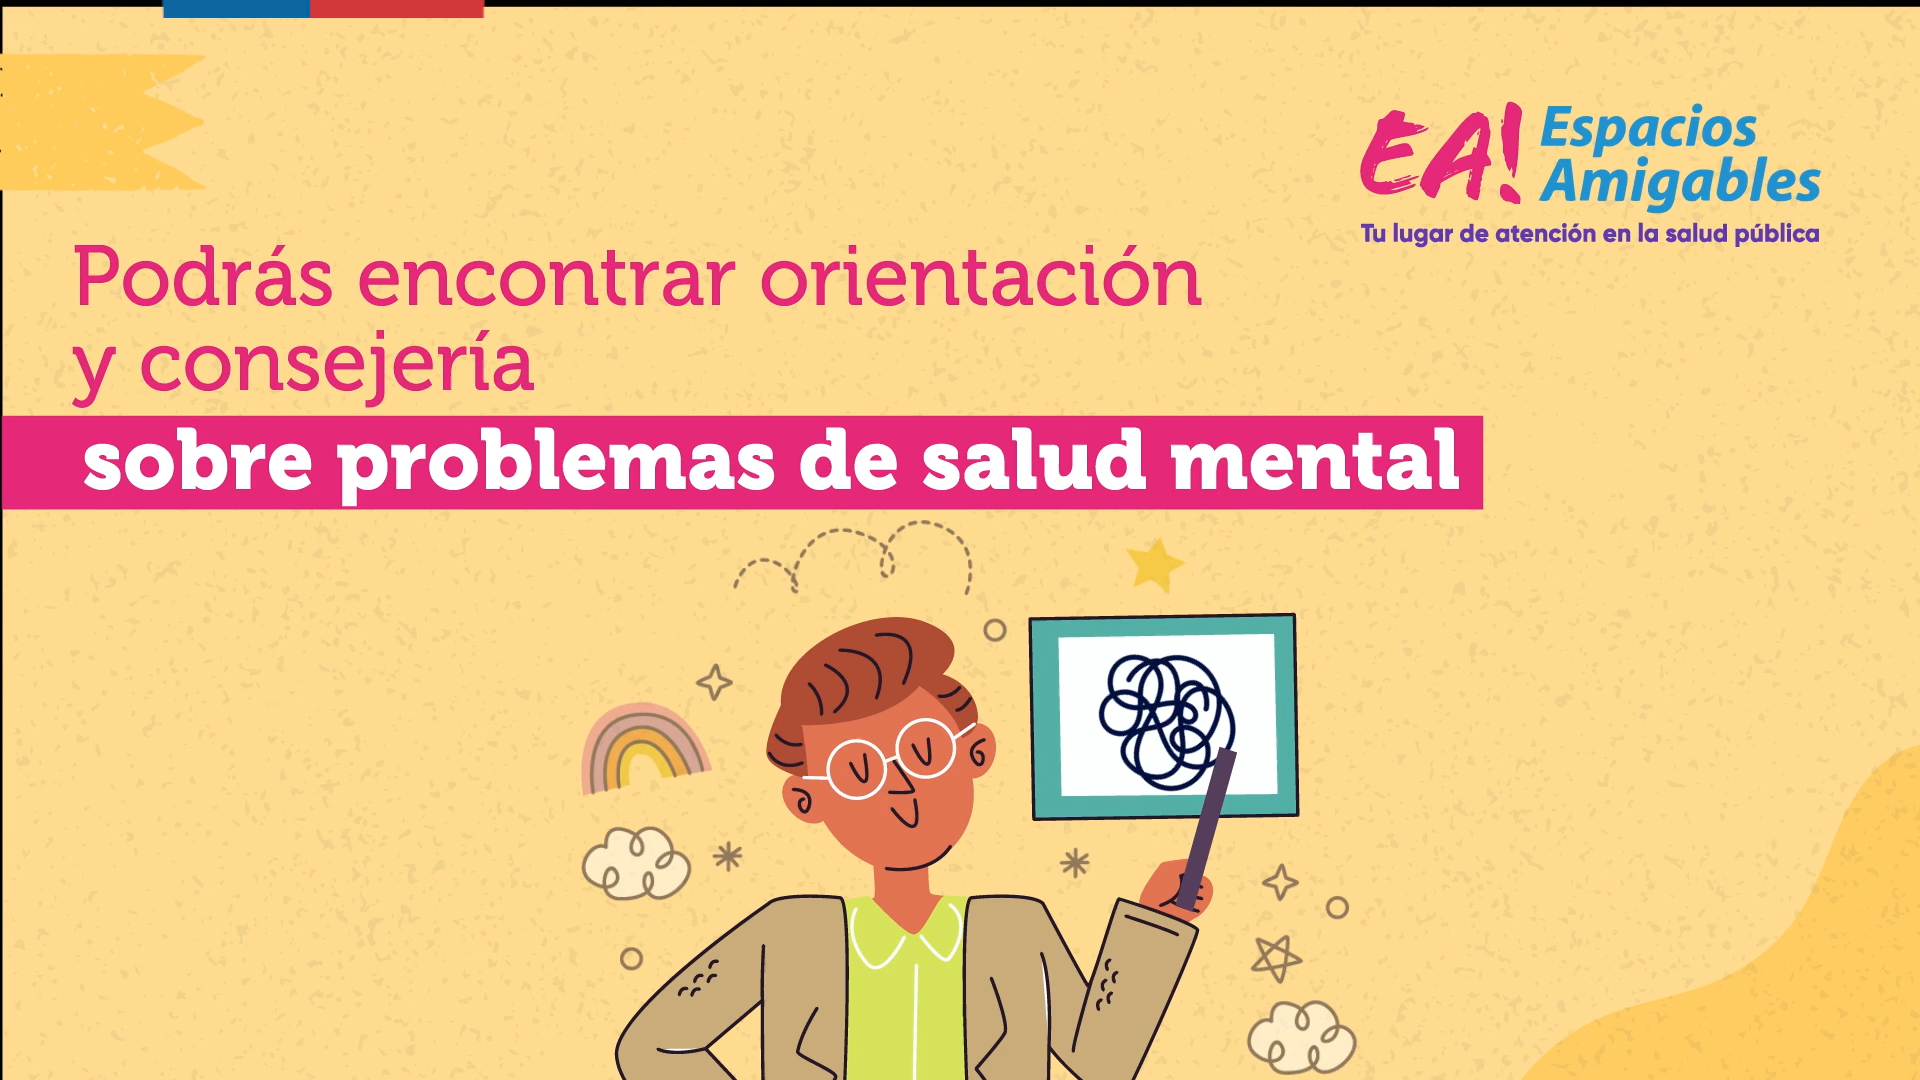 EA! Espacios
Amigables
Tu lugar de atención en la salud pública
Podrás encontrar orientación
y consejería
sobre problemas de salud mental